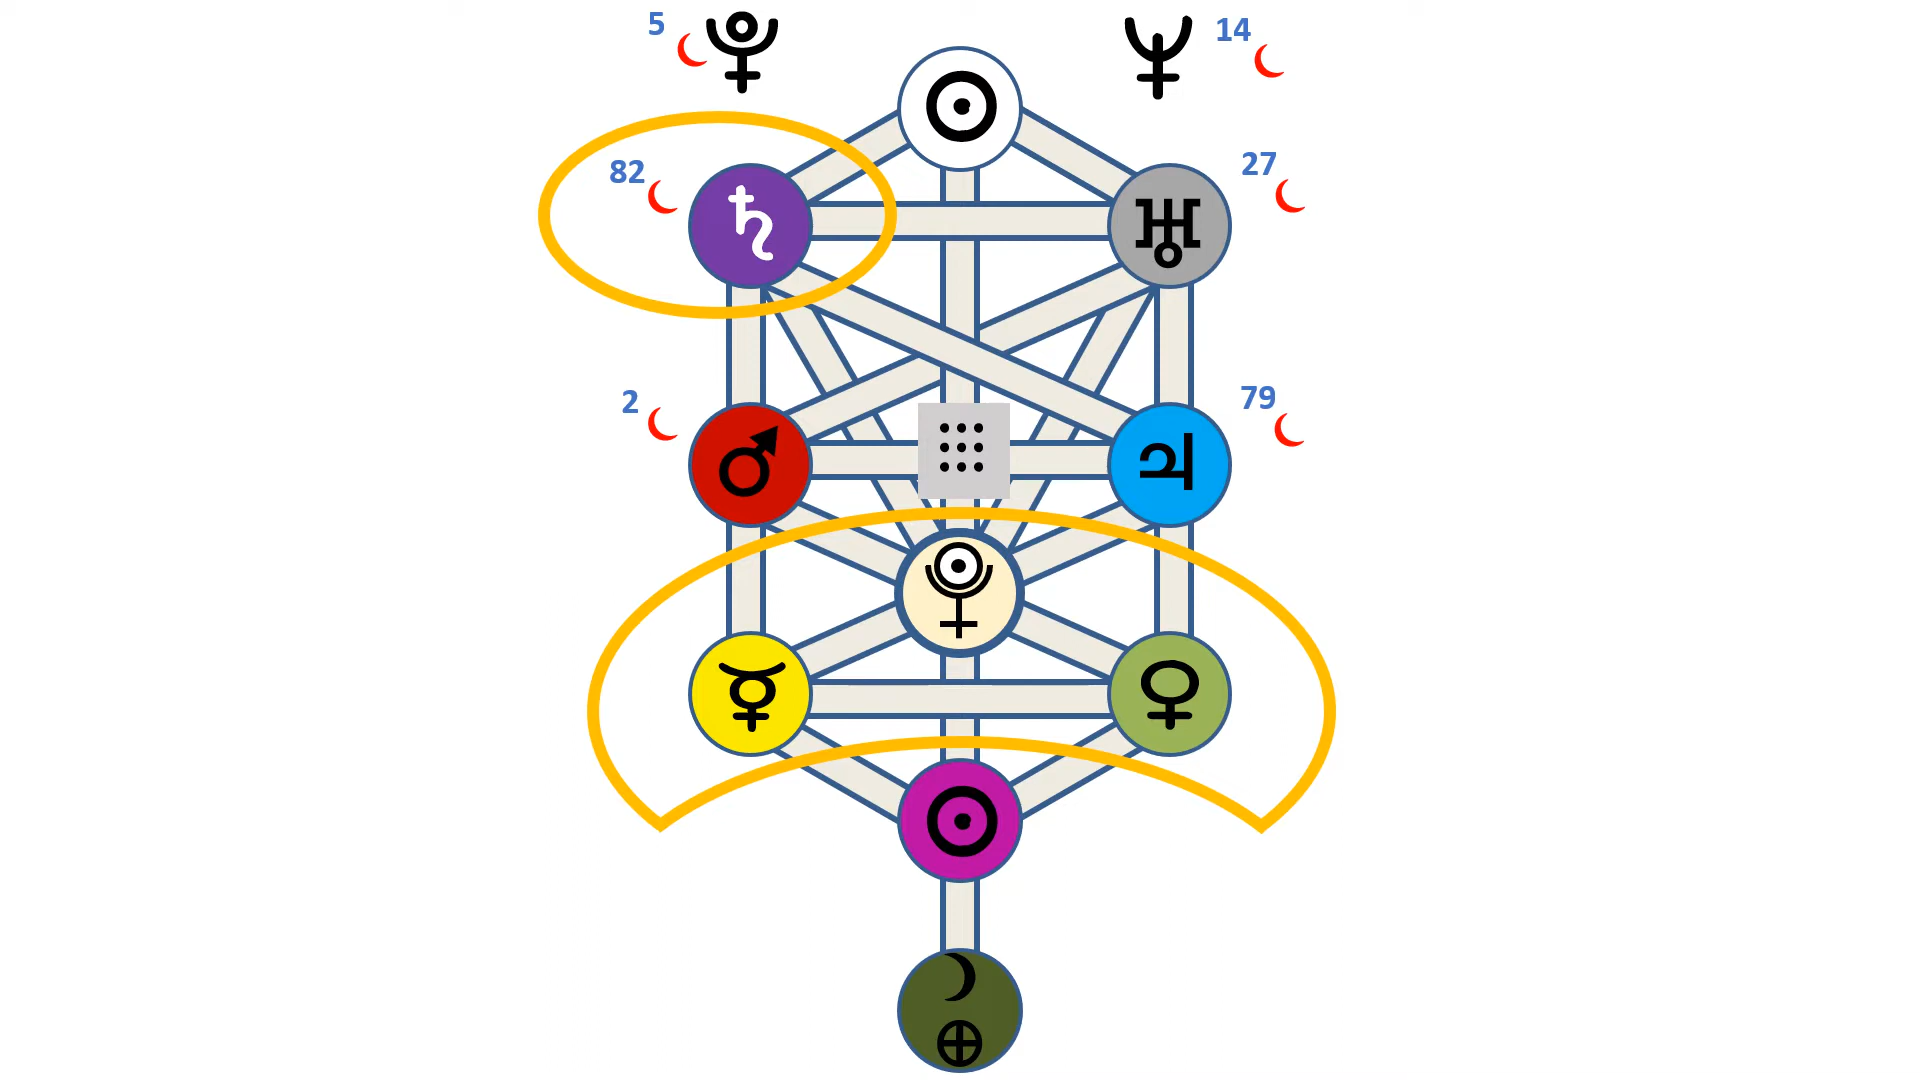 5 ♇ ♆ 14
☉
82 ♄ ♅ 27
2 ♂ ♃ 79
☿ ♀
☉
☽
⊕